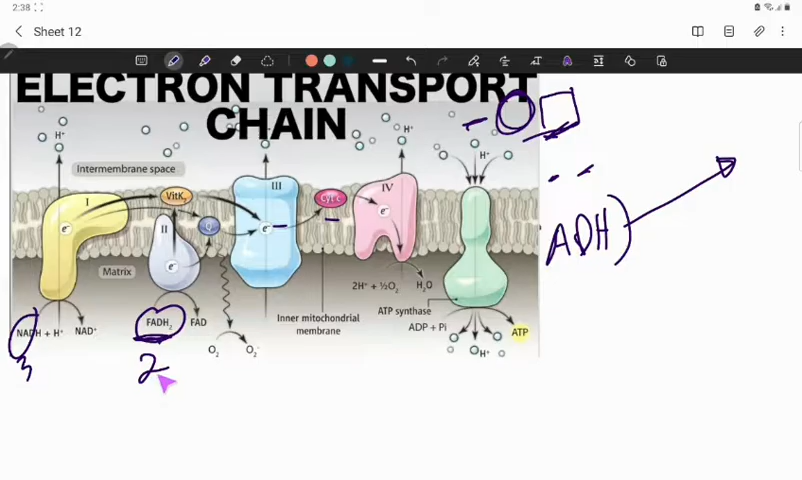 2:38
Sheet 12
ELECTRON TRANSPORT
CHAIN
H⁺
H⁺
H⁺
Intermembrane space
I
VitK₂
III
Cyt c
IV
II
Q
e⁻
e⁻
e⁻
e⁻
ADH)
Matrix
2H⁺ + ½O₂
H₂O
NADH + H⁺
NAD⁺
FADH₂
FAD
Inner mitochondrial
membrane
ATP synthase
ADP + Pi
ATP
O₂
O₂⁻
H⁺
3
2